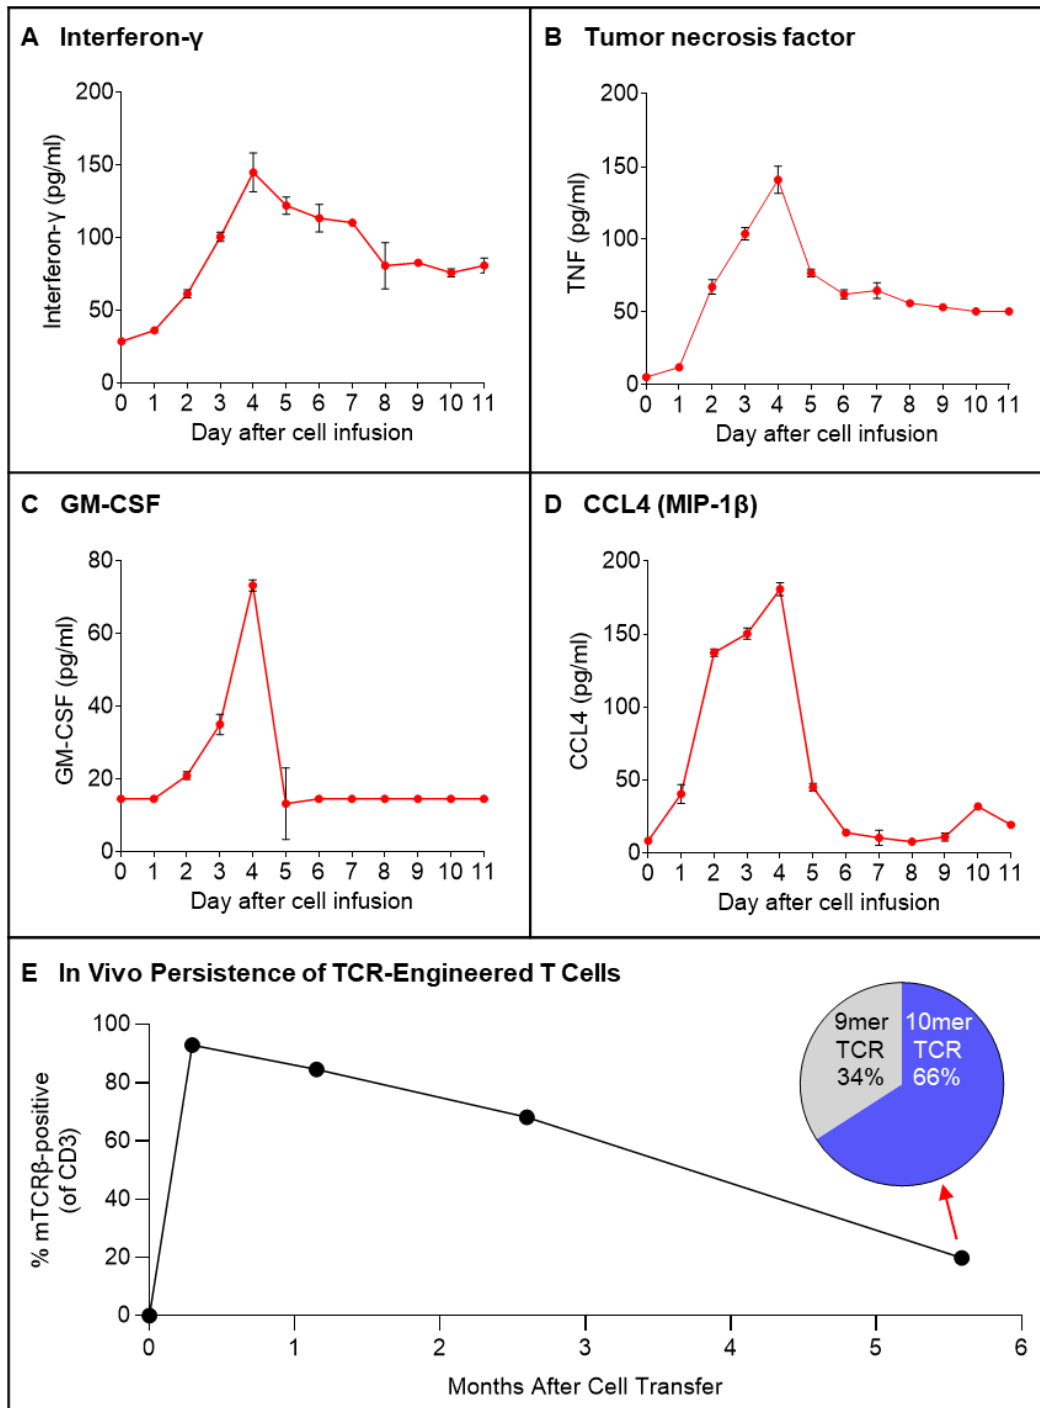 A Interferon-γ
200
150
100
50
0
Interferon-γ (pg/ml)
0 1 2 3 4 5 6 7 8 9 10 11
Day after cell infusion
B Tumor necrosis factor
200
150
100
50
0
TNF (pg/ml)
0 1 2 3 4 5 6 7 8 9 10 11
Day after cell infusion
C GM-CSF
80
60
40
20
0
GM-CSF (pg/ml)
0 1 2 3 4 5 6 7 8 9 10 11
Day after cell infusion
D CCL4 (MIP-1β)
200
150
100
50
0
CCL4 (pg/ml)
0 1 2 3 4 5 6 7 8 9 10 11
Day after cell infusion
E In Vivo Persistence of TCR-Engineered T Cells
100
80
60
40
20
0
% mTCRβ-positive
(of CD3)
9mer
TCR
34%
10mer
TCR
66%
0 1 2 3 4 5 6
Months After Cell Transfer